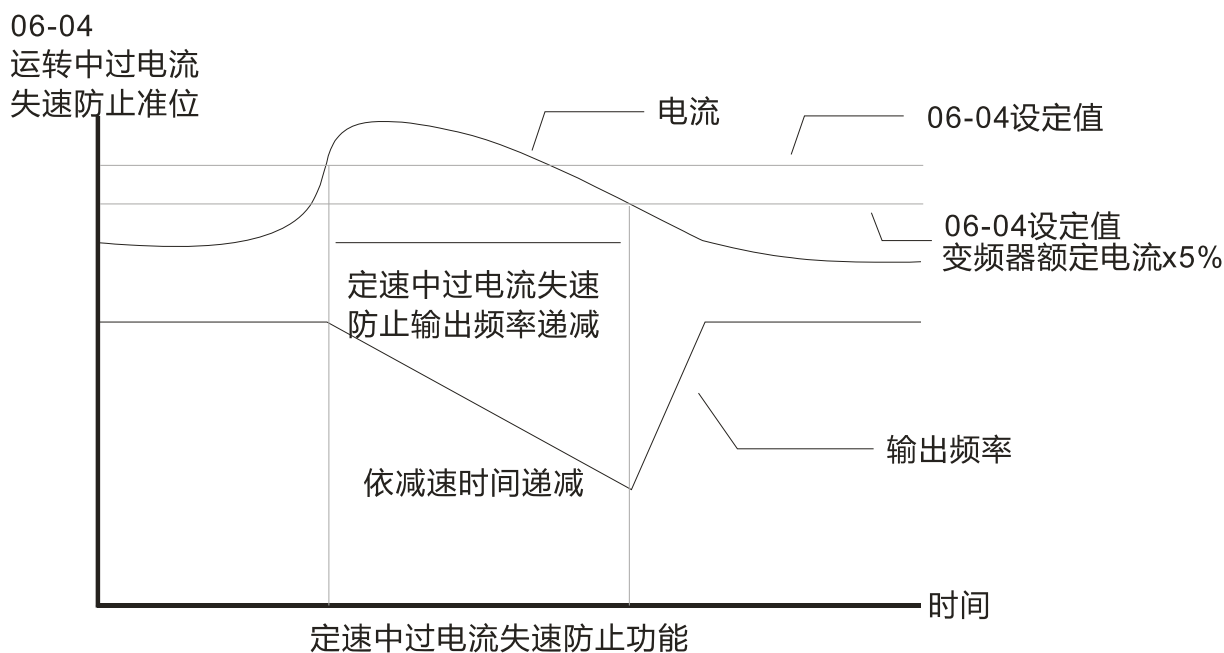 06-04
运转中过电流
失速防止准位
电流
06-04设定值
06-04设定值
变频器额定电流x5%
定速中过电流失速
防止输出频率递减
输出频率
依减速时间递减
时间
定速中过电流失速防止功能